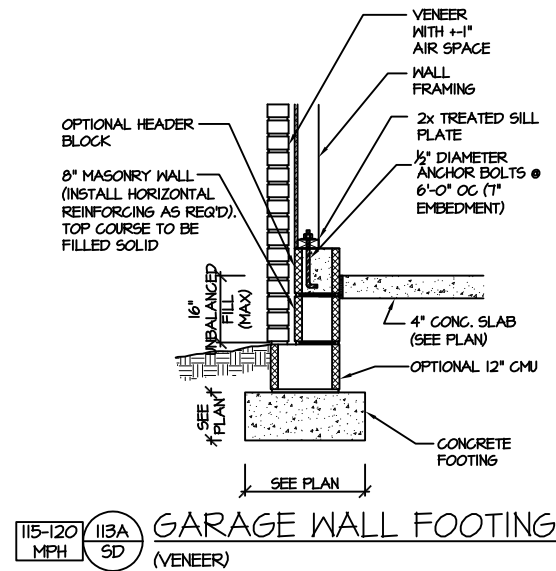 VENEER
WITH +-1"
AIR SPACE
WALL
FRAMING
OPTIONAL HEADER
BLOCK
2x TREATED SILL
PLATE
8" MASONRY WALL
(INSTALL HORIZONTAL
REINFORCING AS REQ'D).
TOP COURSE TO BE
FILLED SOLID
½" DIAMETER
ANCHOR BOLTS @
6'-0" OC (7"
EMBEDMENT)
16"
UNBALANCED
FILL
(MAX)
4" CONC. SLAB
(SEE PLAN)
OPTIONAL 12" CMU
SEE
PLAN
CONCRETE
FOOTING
SEE PLAN
115-120
MPH
113A
SD
GARAGE WALL FOOTING
(VENEER)